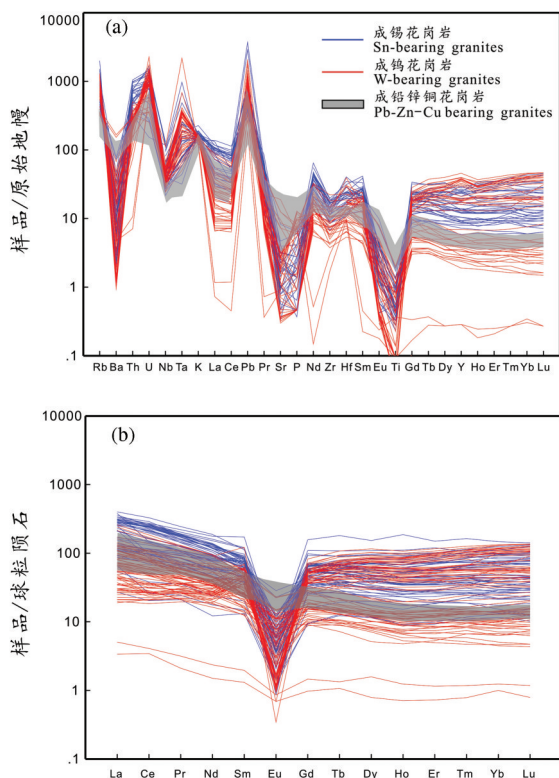 (a)
成锡花岗岩
Sn-bearing granites
成钨花岗岩
W-bearing granites
成铅锌铜花岗岩
Pb-Zn-Cu bearing granites
样品/原始地幔
10000
1000
100
10
1
.1
Rb Ba Th U Nb Ta K La Ce Pb Pr Sr P Nd Zr Hf Sm Eu Ti Gd Tb Dy Y Ho Er Tm Yb Lu
(b)
样品/球粒陨石
10000
1000
100
10
1
.1
La Ce Pr Nd Sm Eu Gd Tb Dv Ho Er Tm Yb Lu